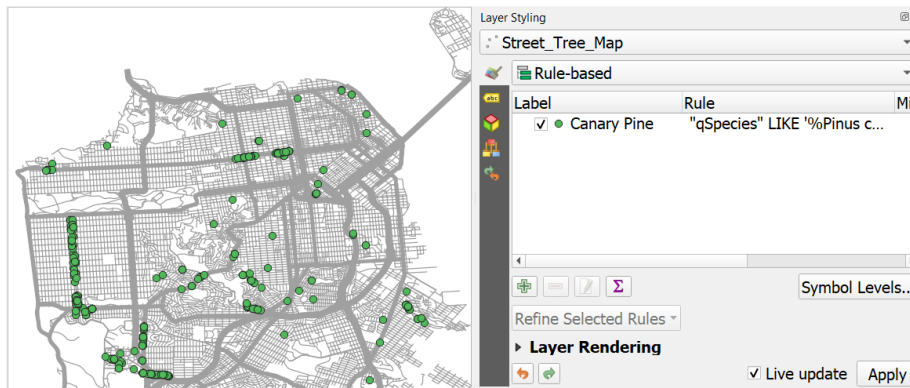 Layer Styling
Street_Tree_Map
Rule-based
abc
Label Rule Mi
Canary Pine "qSpecies" LIKE '%Pinus c...
Σ
Symbol Levels...
Refine Selected Rules
Layer Rendering
Live update Apply